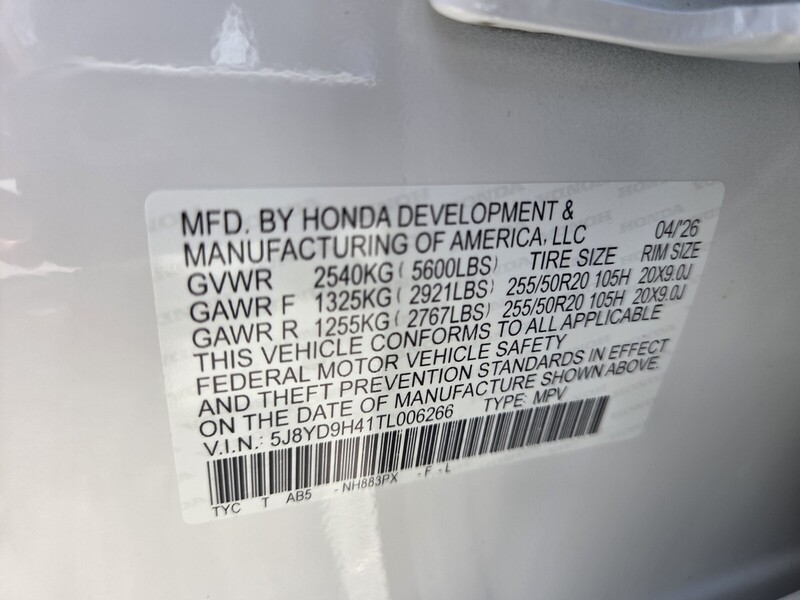 MFD. BY HONDA DEVELOPMENT &
MANUFACTURING OF AMERICA, LLC 04/'26
GVWR 2540KG ( 5600LBS) TIRE SIZE RIM SIZE
GAWR F 1325KG ( 2921LBS) 255/50R20 105H 20X9.0J
GAWR R 1255KG ( 2767LBS) 255/50R20 105H 20X9.0J
THIS VEHICLE CONFORMS TO ALL APPLICABLE
FEDERAL MOTOR VEHICLE SAFETY
AND THEFT PREVENTION STANDARDS IN EFFECT
ON THE DATE OF MANUFACTURE SHOWN ABOVE.
V.I.N.: 5J8YD9H41TL006266 TYPE: MPV
TYC T AB5 - NH883PX - F - L